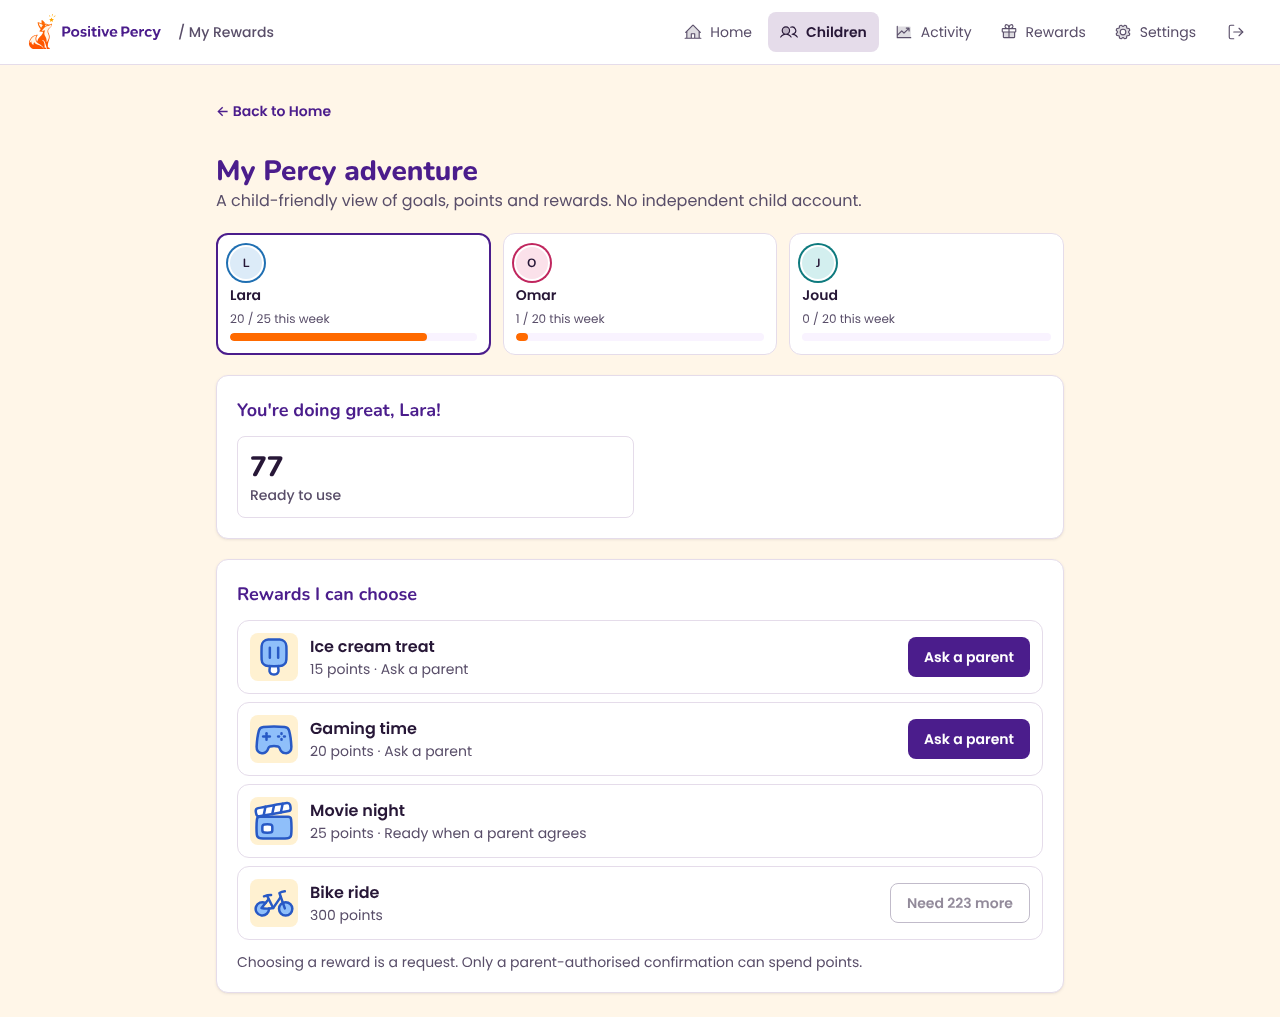 Positive Percy
/ My Rewards
Home
Children
Activity
Rewards
Settings
← Back to Home
My Percy adventure
A child-friendly view of goals, points and rewards. No independent child account.
L
Lara
20 / 25 this week
O
Omar
1 / 20 this week
J
Joud
0 / 20 this week
You're doing great, Lara!
77
Ready to use
Rewards I can choose
Ice cream treat
15 points · Ask a parent
Ask a parent
Gaming time
20 points · Ask a parent
Ask a parent
Movie night
25 points · Ready when a parent agrees
Bike ride
300 points
Need 223 more
Choosing a reward is a request. Only a parent-authorised confirmation can spend points.